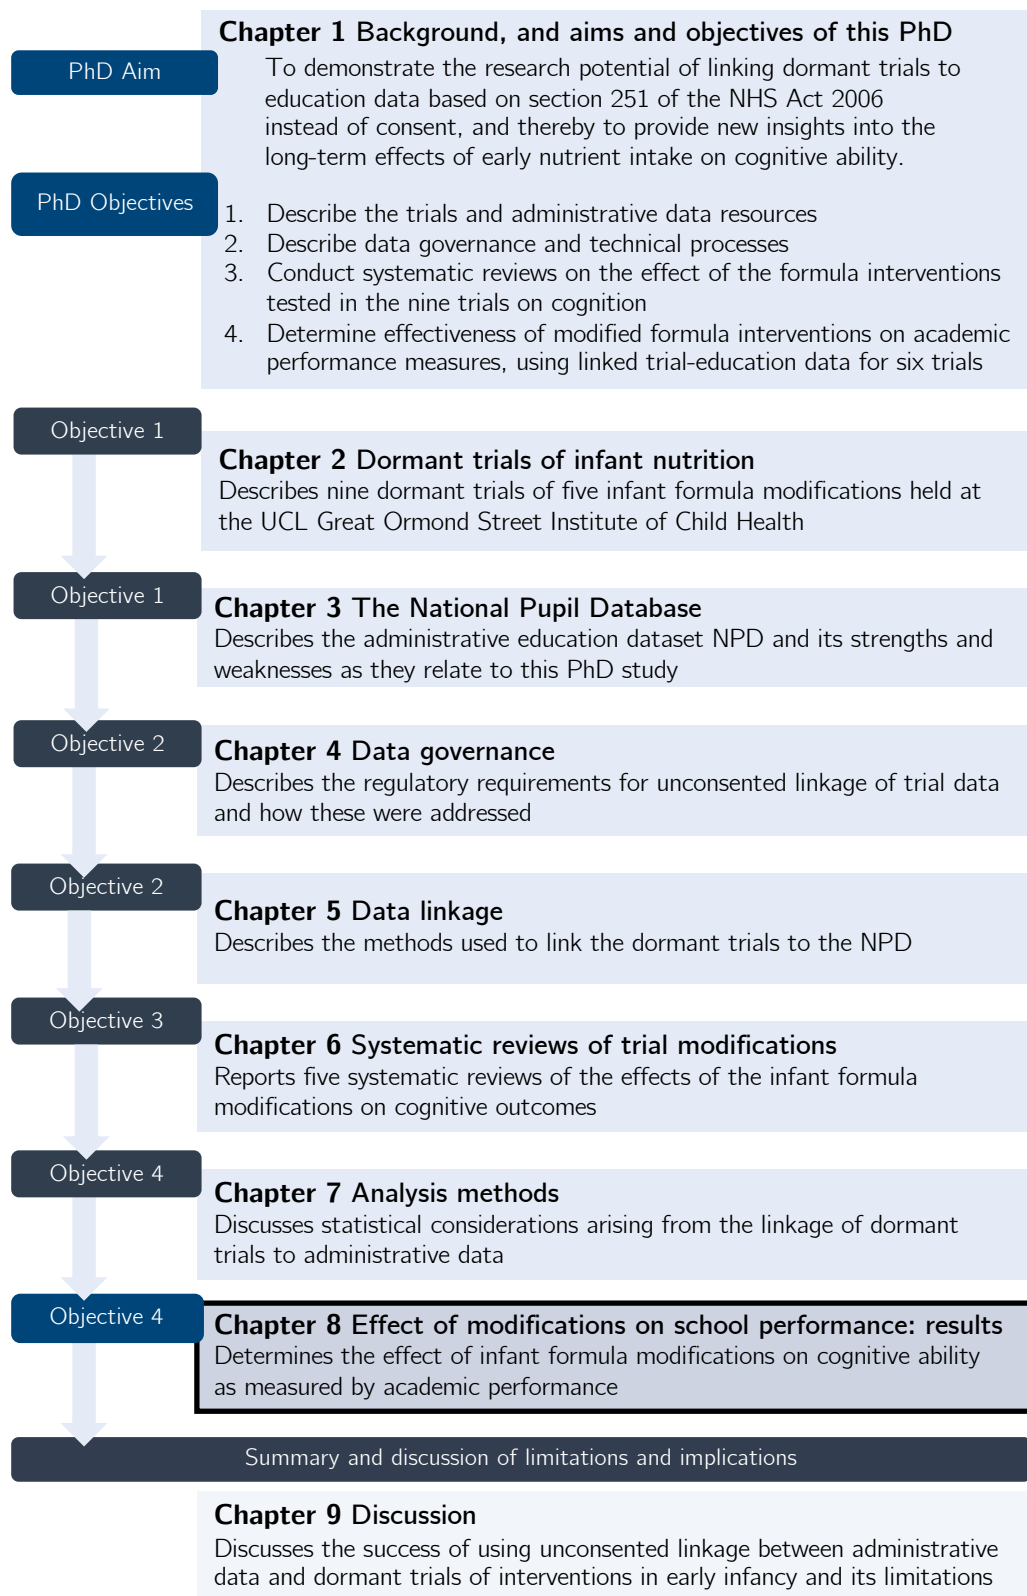 Chapter 1 Background, and aims and objectives of this PhD
PhD Aim
To demonstrate the research potential of linking dormant trials to
education data based on section 251 of the NHS Act 2006
instead of consent, and thereby to provide new insights into the
long-term effects of early nutrient intake on cognitive ability.
PhD Objectives
1. Describe the trials and administrative data resources
2. Describe data governance and technical processes
3. Conduct systematic reviews on the effect of the formula interventions
tested in the nine trials on cognition
4. Determine effectiveness of modified formula interventions on academic
performance measures, using linked trial-education data for six trials
Objective 1
Chapter 2 Dormant trials of infant nutrition
Describes nine dormant trials of five infant formula modifications held at
the UCL Great Ormond Street Institute of Child Health
Objective 1
Chapter 3 The National Pupil Database
Describes the administrative education dataset NPD and its strengths and
weaknesses as they relate to this PhD study
Objective 2
Chapter 4 Data governance
Describes the regulatory requirements for unconsented linkage of trial data
and how these were addressed
Objective 2
Chapter 5 Data linkage
Describes the methods used to link the dormant trials to the NPD
Objective 3
Chapter 6 Systematic reviews of trial modifications
Reports five systematic reviews of the effects of the infant formula
modifications on cognitive outcomes
Objective 4
Chapter 7 Analysis methods
Discusses statistical considerations arising from the linkage of dormant
trials to administrative data
Objective 4
Chapter 8 Effect of modifications on school performance: results
Determines the effect of infant formula modifications on cognitive ability
as measured by academic performance
Summary and discussion of limitations and implications
Chapter 9 Discussion
Discusses the success of using unconsented linkage between administrative
data and dormant trials of interventions in early infancy and its limitations